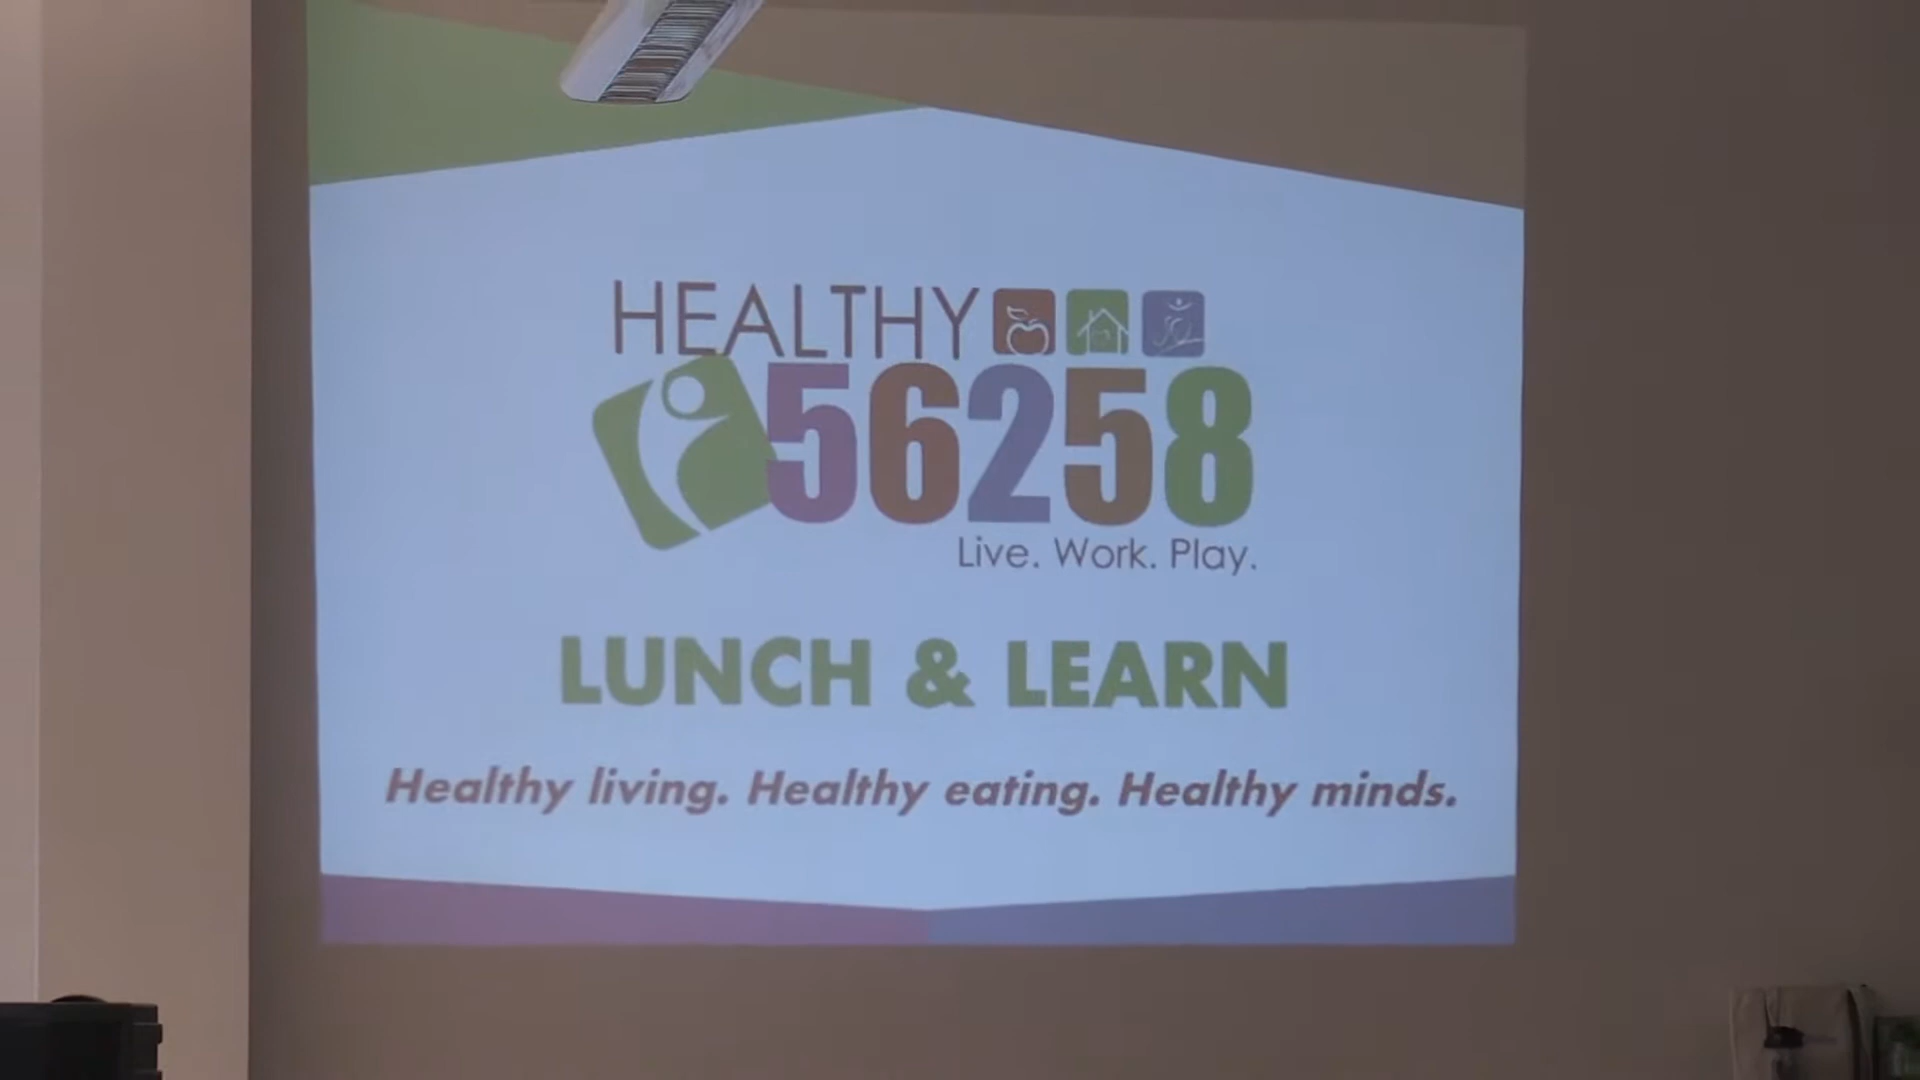 HEALTHY
56258
Live. Work. Play.
LUNCH & LEARN
Healthy living. Healthy eating. Healthy minds.